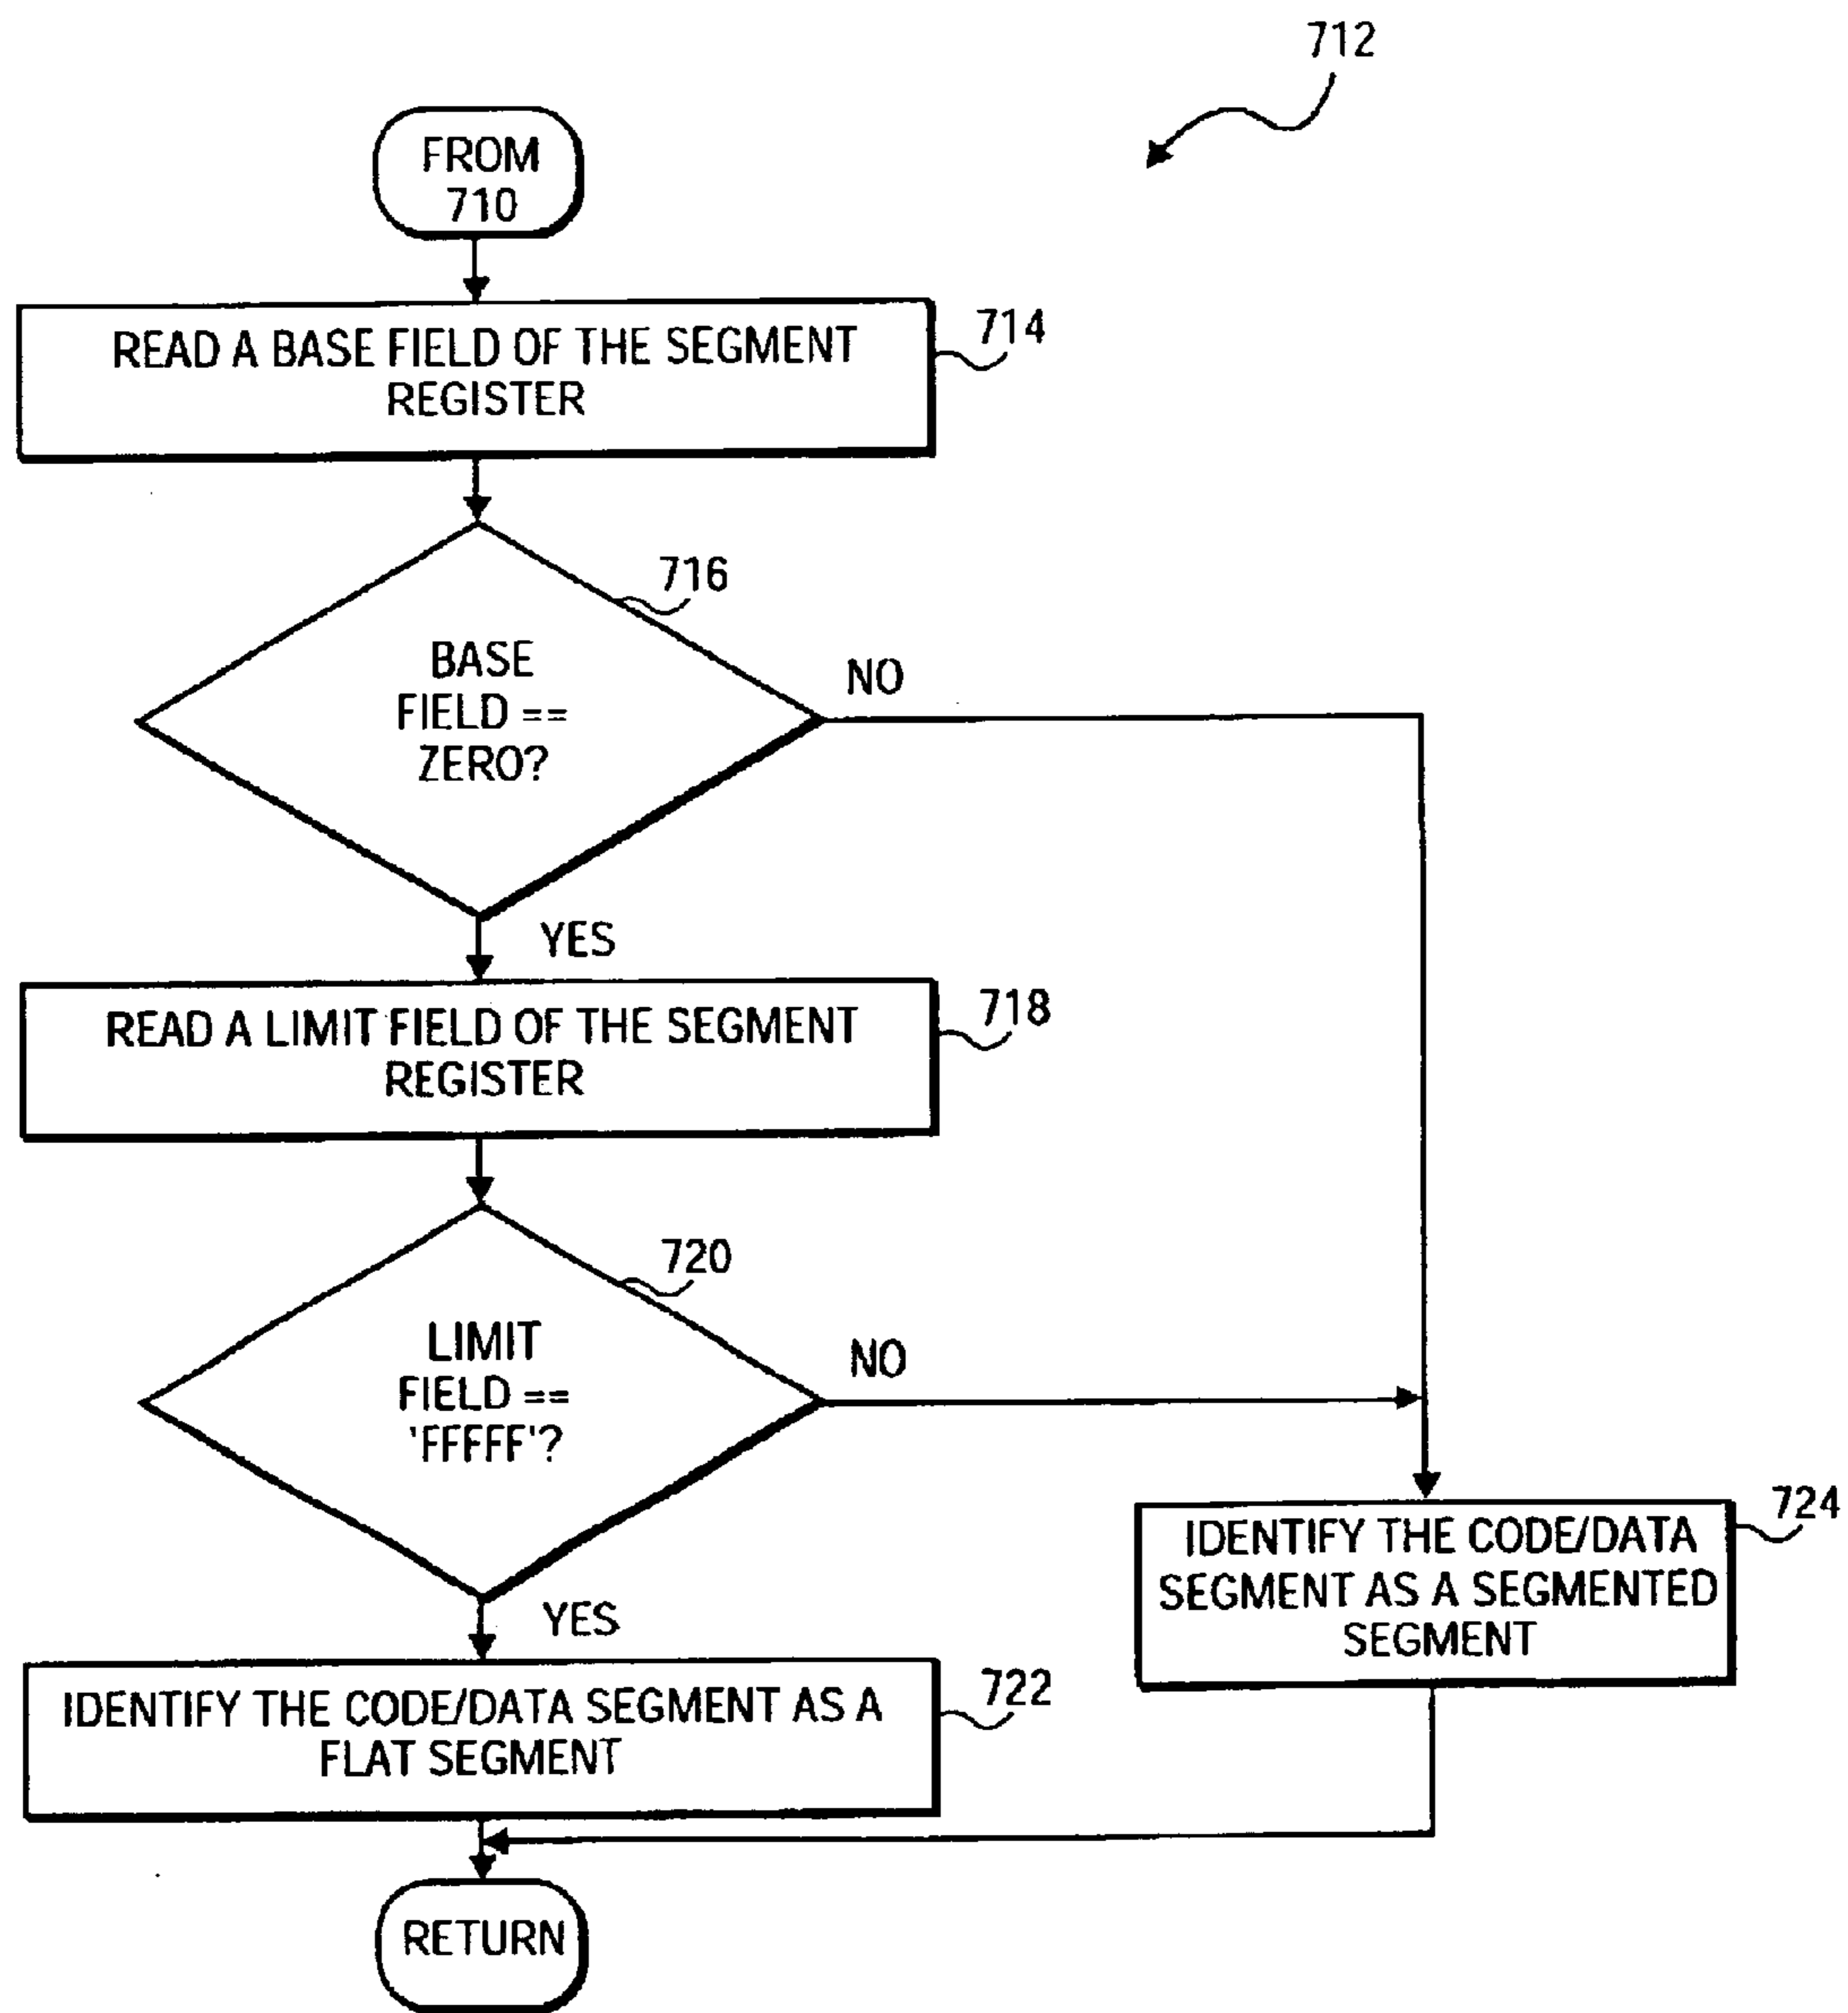 712
FROM
710
READ A BASE FIELD OF THE SEGMENT
REGISTER
714
716
BASE
FIELD ==
ZERO?
NO
YES
READ A LIMIT FIELD OF THE SEGMENT
REGISTER
718
720
LIMIT
FIELD ==
'FFFFF'?
NO
YES
IDENTIFY THE CODE/DATA
SEGMENT AS A SEGMENTED
SEGMENT
724
IDENTIFY THE CODE/DATA SEGMENT AS A
FLAT SEGMENT
722
RETURN